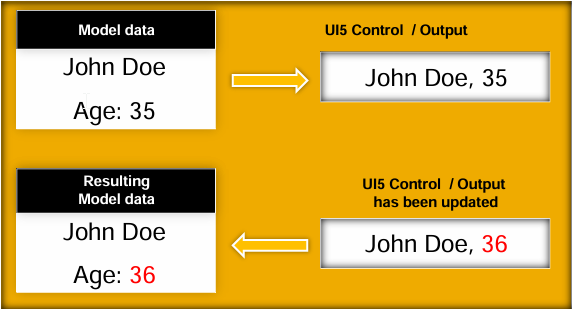 Model data
John Doe
Age: 35
UI5 Control / Output
John Doe, 35
Resulting
Model data
John Doe
Age: 36
UI5 Control / Output
has been updated
John Doe, 36